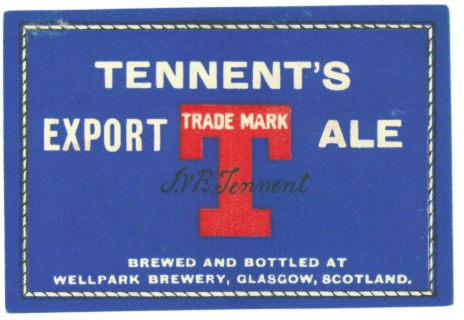 TENNENT'S
EXPORT TRADE MARK ALE
T
J. & R. Tennent
BREWED AND BOTTLED AT
WELLPARK BREWERY, GLASGOW, SCOTLAND.